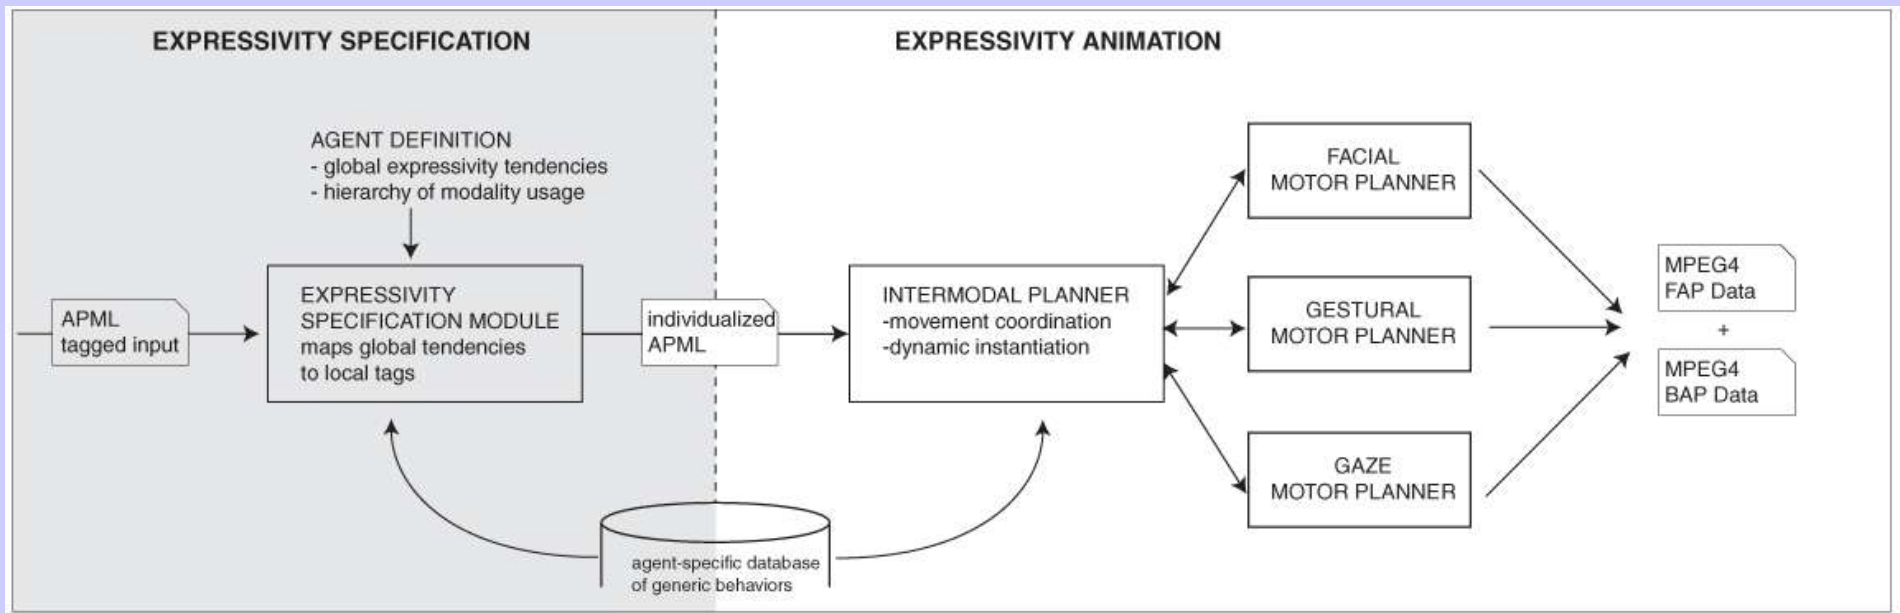 EXPRESSIVITY SPECIFICATION
EXPRESSIVITY ANIMATION
AGENT DEFINITION
- global expressivity tendencies
- hierarchy of modality usage
APML
tagged input
EXPRESSIVITY
SPECIFICATION MODULE
maps global tendencies
to local tags
individualized
APML
INTERMODAL PLANNER
-movement coordination
-dynamic instantiation
FACIAL
MOTOR PLANNER
GESTURAL
MOTOR PLANNER
GAZE
MOTOR PLANNER
MPEG4
FAP Data
+
MPEG4
BAP Data
agent-specific database
of generic behaviors